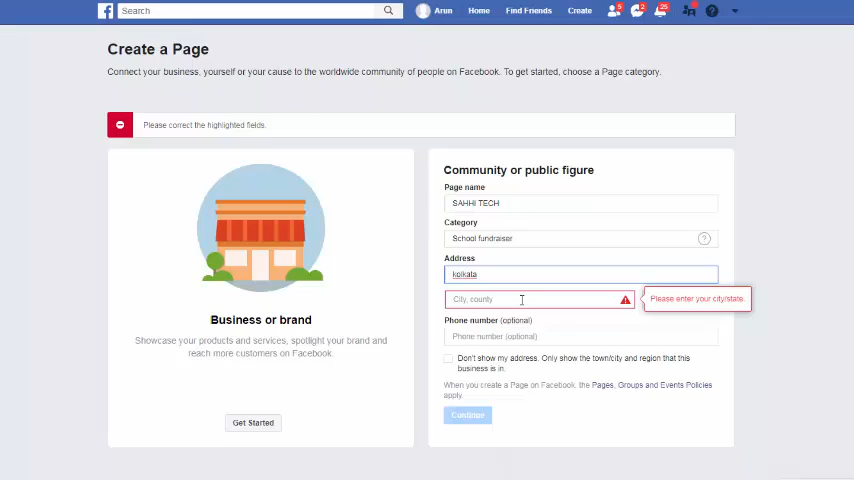 Search
Arun Home Find Friends Create 5 2 25
Create a Page
Connect your business, yourself or your cause to the worldwide community of people on Facebook. To get started, choose a Page category.
Please correct the highlighted fields.
Business or brand
Showcase your products and services, spotlight your brand and
reach more customers on Facebook.
Get Started
Community or public figure
Page name
SAHHI TECH
Category
School fundraiser
?
Address
kolkata
City, county
Please enter your city/state.
Phone number (optional)
Phone number (optional)
Don't show my address. Only show the town/city and region that this
business is in.
When you create a Page on Facebook, the Pages, Groups and Events Policies
apply.
Continue